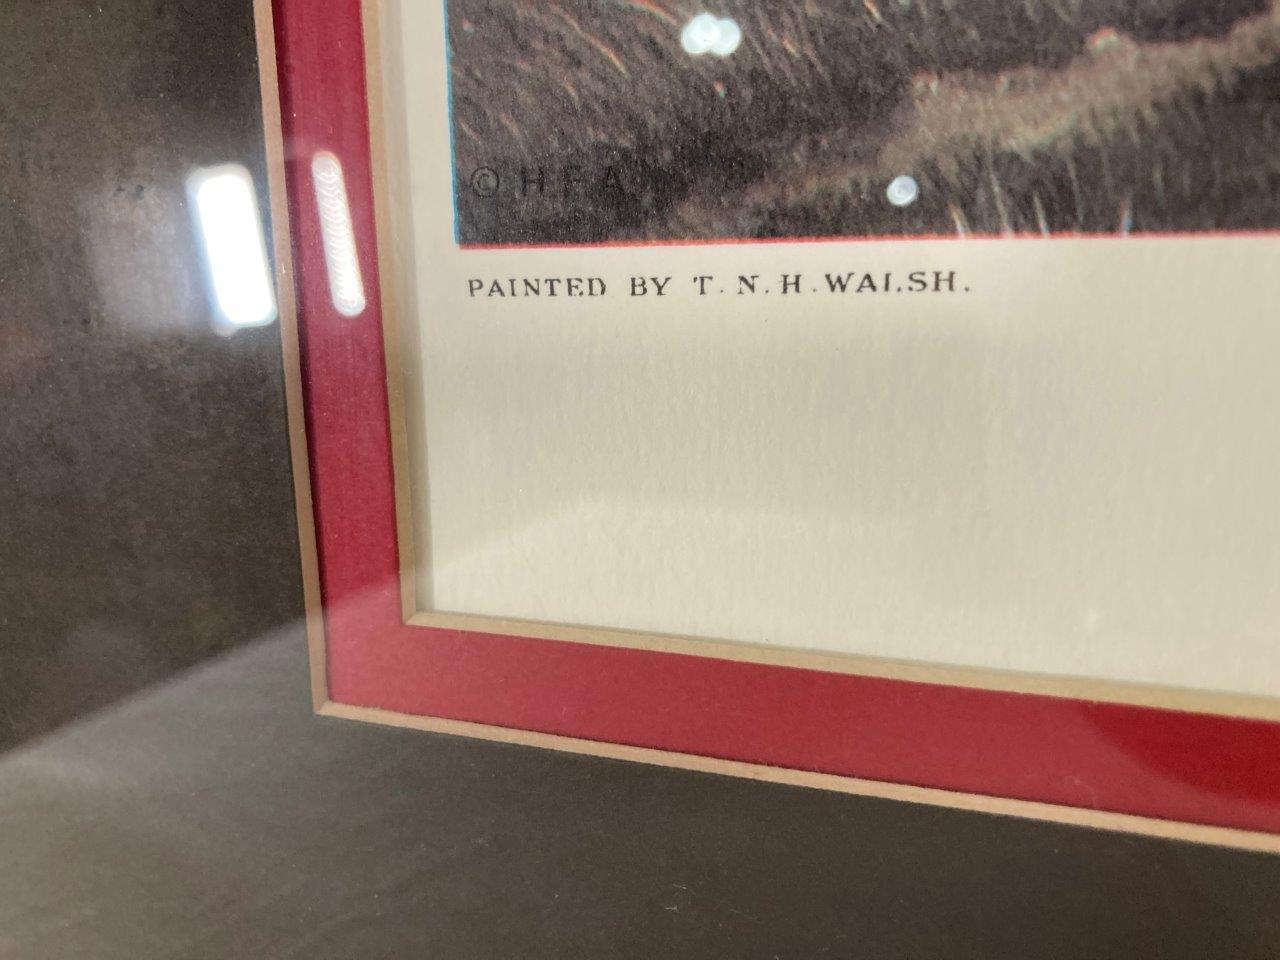 © H F A
PAINTED BY T. N. H. WALSH.